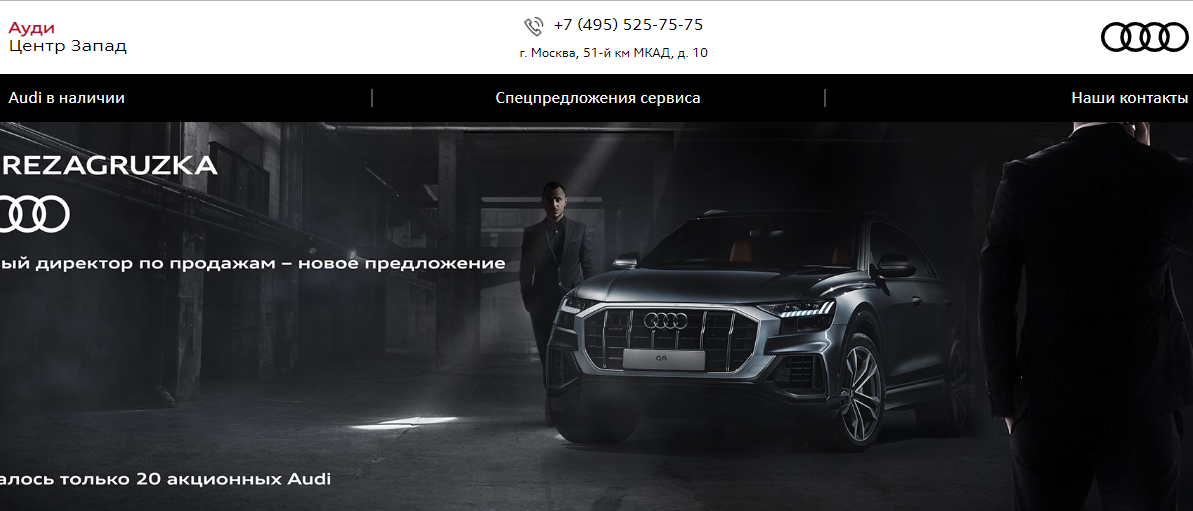 Ауди
Центр Запад
+7 (495) 525-75-75
г. Москва, 51-й км МКАД, д. 10
Audi в наличии
Спецпредложения сервиса
Наши контакты
REZAGRUZKA
ый директор по продажам – новое предложение
Q8
алось только 20 акционных Audi